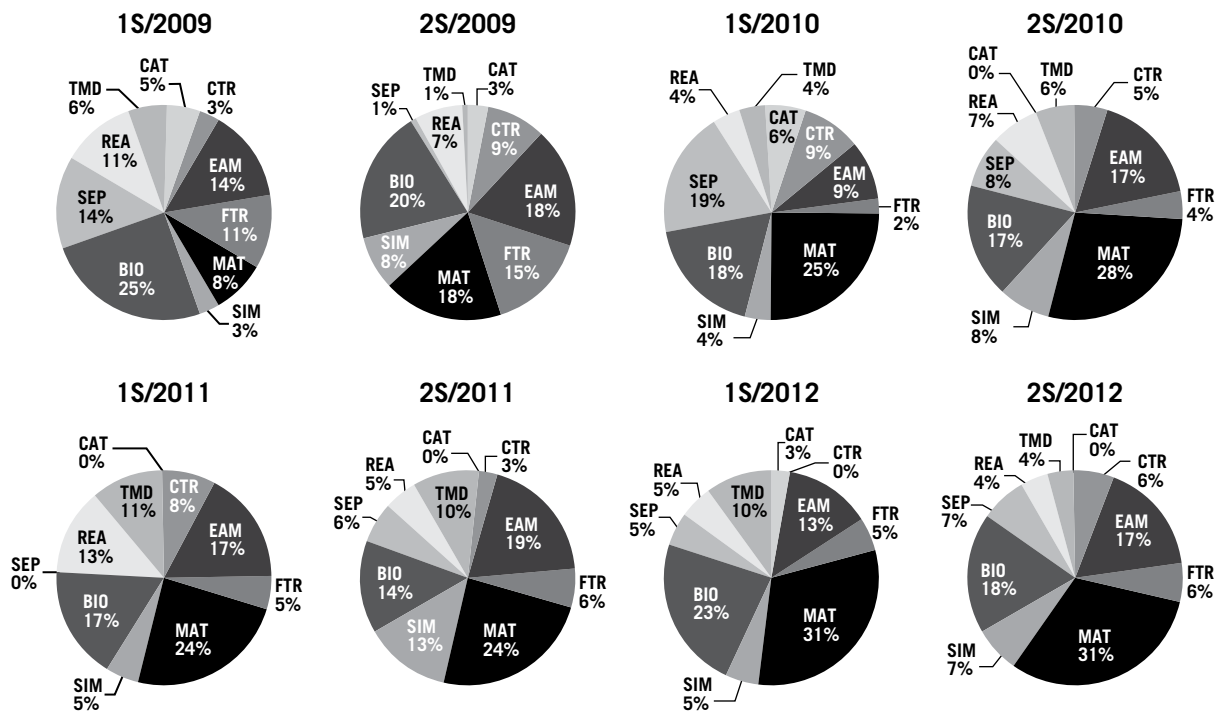 1S/2009
CAT
5%
CTR
3%
EAM
14%
FTR
11%
MAT
8%
SIM
3%
BIO
25%
SEP
14%
REA
11%
TMD
6%
2S/2009
CAT
3%
CTR
9%
EAM
18%
FTR
15%
MAT
18%
SIM
8%
BIO
20%
SEP
1%
REA
7%
TMD
1%
1S/2010
CAT
6%
CTR
9%
EAM
9%
FTR
2%
MAT
25%
SIM
4%
BIO
18%
SEP
19%
REA
4%
TMD
4%
2S/2010
CAT
0%
CTR
5%
EAM
17%
FTR
4%
MAT
28%
SIM
8%
BIO
17%
SEP
8%
REA
7%
TMD
6%
1S/2011
CAT
0%
CTR
8%
EAM
17%
FTR
5%
MAT
24%
SIM
5%
BIO
17%
SEP
0%
REA
13%
TMD
11%
2S/2011
CAT
0%
CTR
3%
EAM
19%
FTR
6%
MAT
24%
SIM
13%
BIO
14%
SEP
6%
REA
5%
TMD
10%
1S/2012
CAT
3%
CTR
0%
EAM
13%
FTR
5%
MAT
31%
SIM
5%
BIO
23%
SEP
5%
REA
5%
TMD
10%
2S/2012
CAT
0%
CTR
6%
EAM
17%
FTR
6%
MAT
31%
SIM
7%
BIO
18%
SEP
7%
REA
4%
TMD
4%